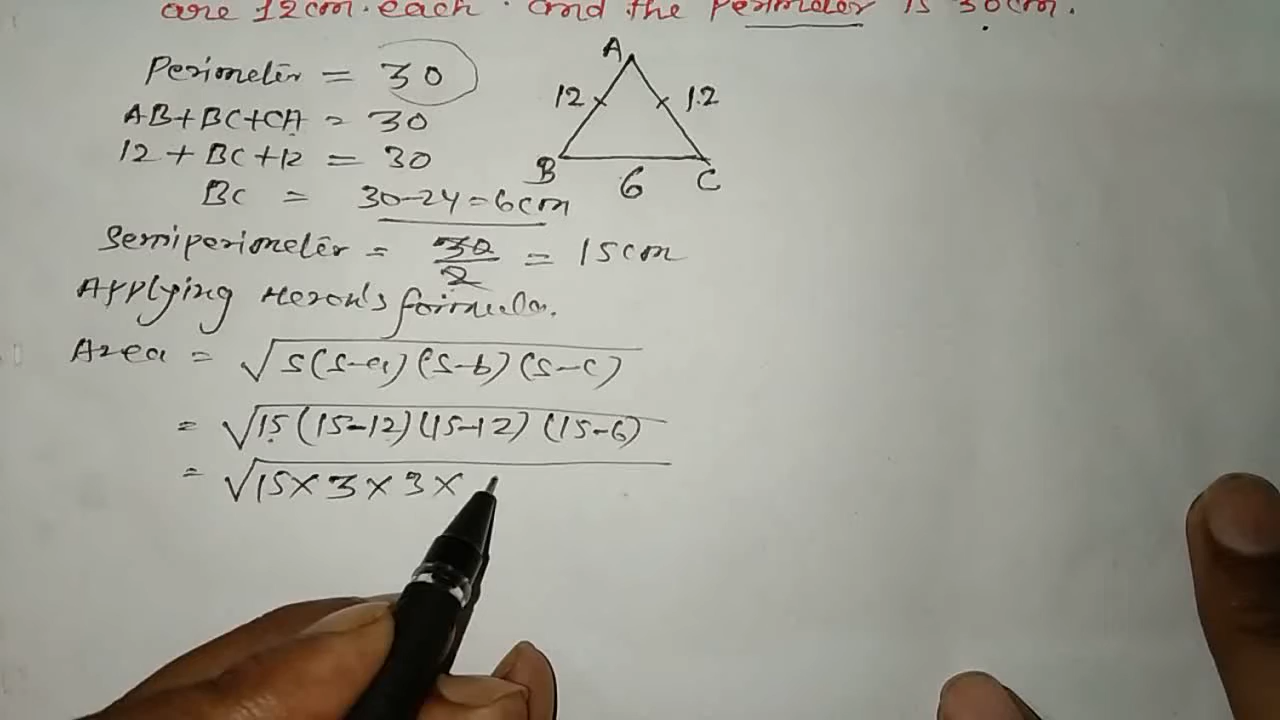 are 12cm. each. and the Perimeter is 30cm.
Perimeter = 30
AB+BC+CA = 30
12 + BC+12 = 30
BC = 30-24=6cm
A
12
12
B
6
C
Semiperimeter = 30/2 = 15cm
Applying Heron's formula.
Area = √s(s-a)(s-b)(s-c)
= √15(15-12)(15-12)(15-6)
= √15×3×3×